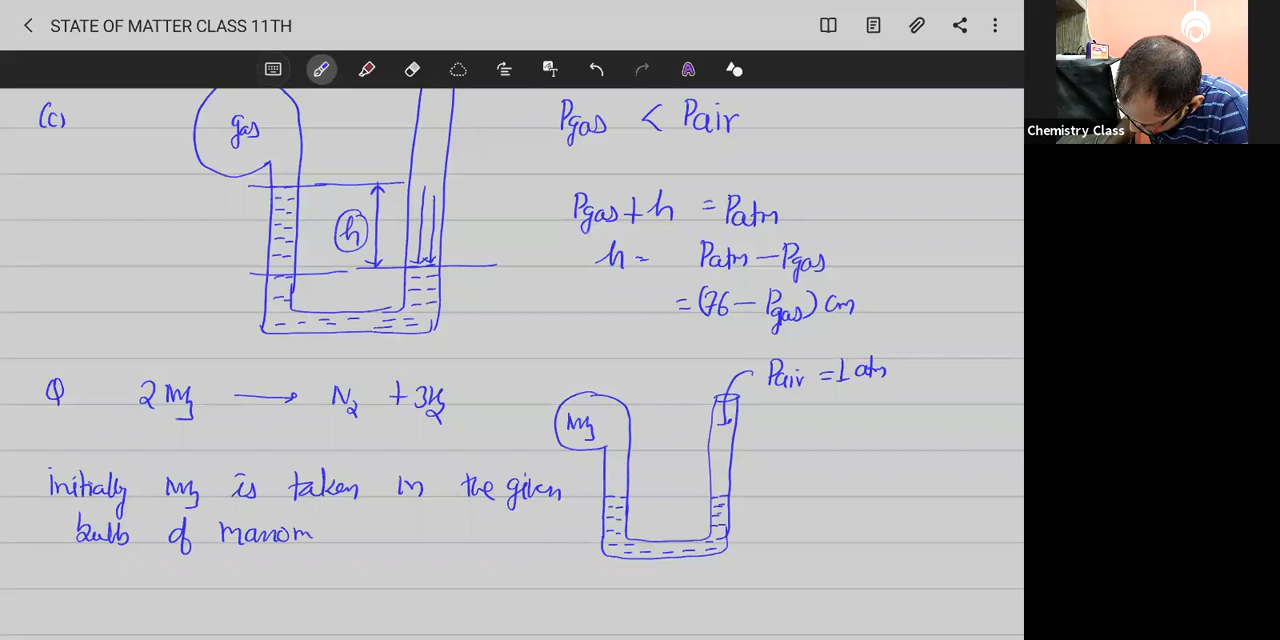 STATE OF MATTER CLASS 11TH
Chemistry Class
(c)
gas
Pgas < Pair
h
Pgas + h = Patm
h = Patm - Pgas
= (76 - Pgas) cm
Pair = 1 atm
Q 2NH3 → N2 + 3H2
NH3
initially NH3 is taken in the given
bulb of manom